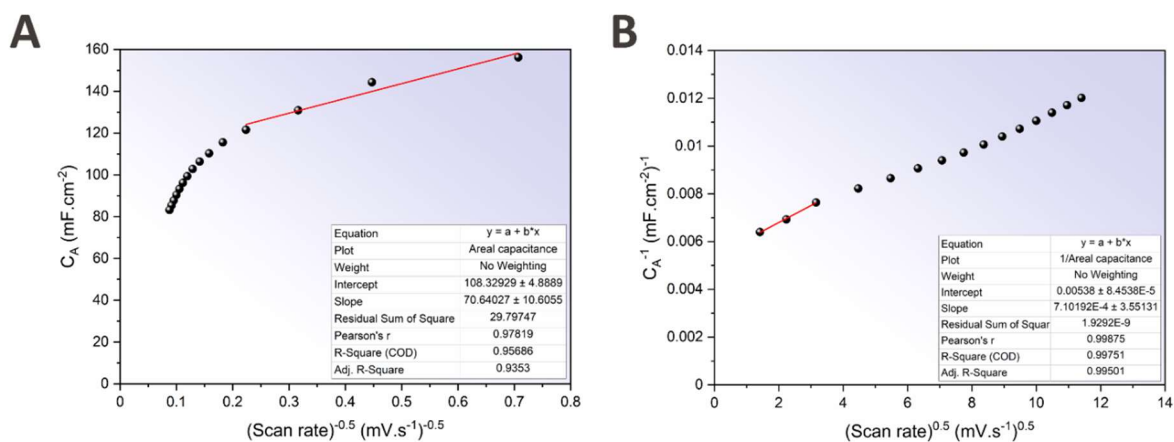 A
C_A (mF.cm⁻²)
160
140
120
100
80
60
40
20
0
Equation y = a + b*x
Plot Areal capacitance
Weight No Weighting
Intercept 108.32929 ± 4.8889
Slope 70.64027 ± 10.6055
Residual Sum of Square 29.79747
Pearson's r 0.97819
R-Square (COD) 0.95686
Adj. R-Square 0.9353
0 0.1 0.2 0.3 0.4 0.5 0.6 0.7 0.8
(Scan rate)⁻⁰·⁵ (mV.s⁻¹)⁻⁰·⁵
B
C_A⁻¹ (mF.cm⁻²)⁻¹
0.014
0.012
0.01
0.008
0.006
0.004
0.002
0
Equation y = a + b*x
Plot 1/Areal capacitance
Weight No Weighting
Intercept 0.00538 ± 8.4538E-5
Slope 7.10192E-4 ± 3.55131
Residual Sum of Squar 1.9292E-9
Pearson's r 0.99875
R-Square (COD) 0.99751
Adj. R-Square 0.99501
0 2 4 6 8 10 12 14
(Scan rate)⁰·⁵ (mV.s⁻¹)⁰·⁵